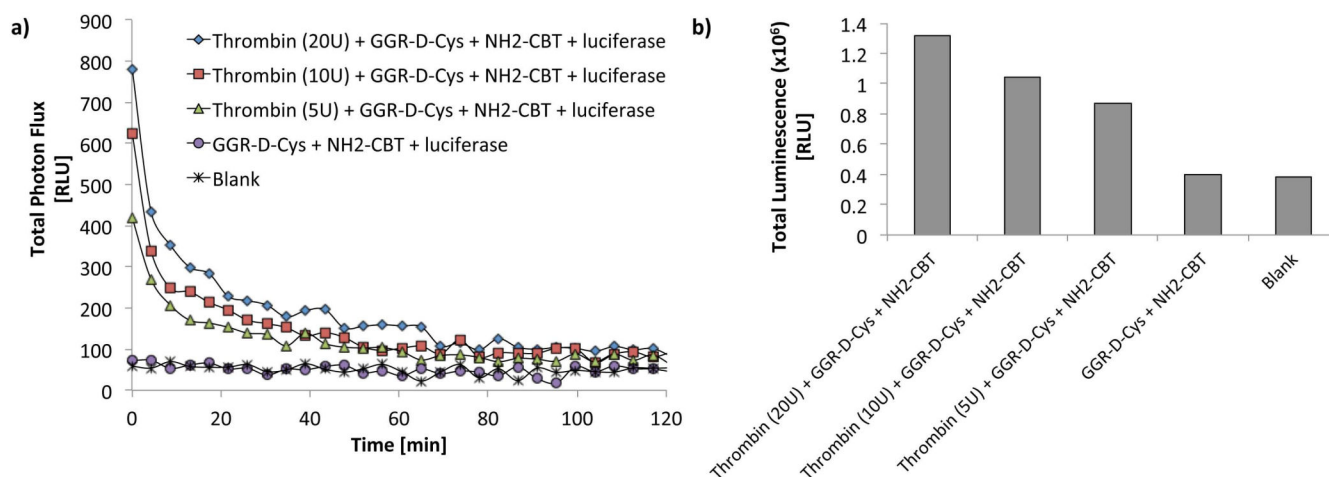 a)
Total Photon Flux
[RLU]
900
800
700
600
500
400
300
200
100
0
Thrombin (20U) + GGR-D-Cys + NH2-CBT + luciferase
Thrombin (10U) + GGR-D-Cys + NH2-CBT + luciferase
Thrombin (5U) + GGR-D-Cys + NH2-CBT + luciferase
GGR-D-Cys + NH2-CBT + luciferase
Blank
0 20 40 60 80 100 120
Time [min]
b)
Total Luminescence (x10⁶)
[RLU]
1.4
1.2
1
0.8
0.6
0.4
0.2
0
Thrombin (20U) + GGR-D-Cys + NH2-CBT
Thrombin (10U) + GGR-D-Cys + NH2-CBT
Thrombin (5U) + GGR-D-Cys + NH2-CBT
GGR-D-Cys + NH2-CBT
Blank